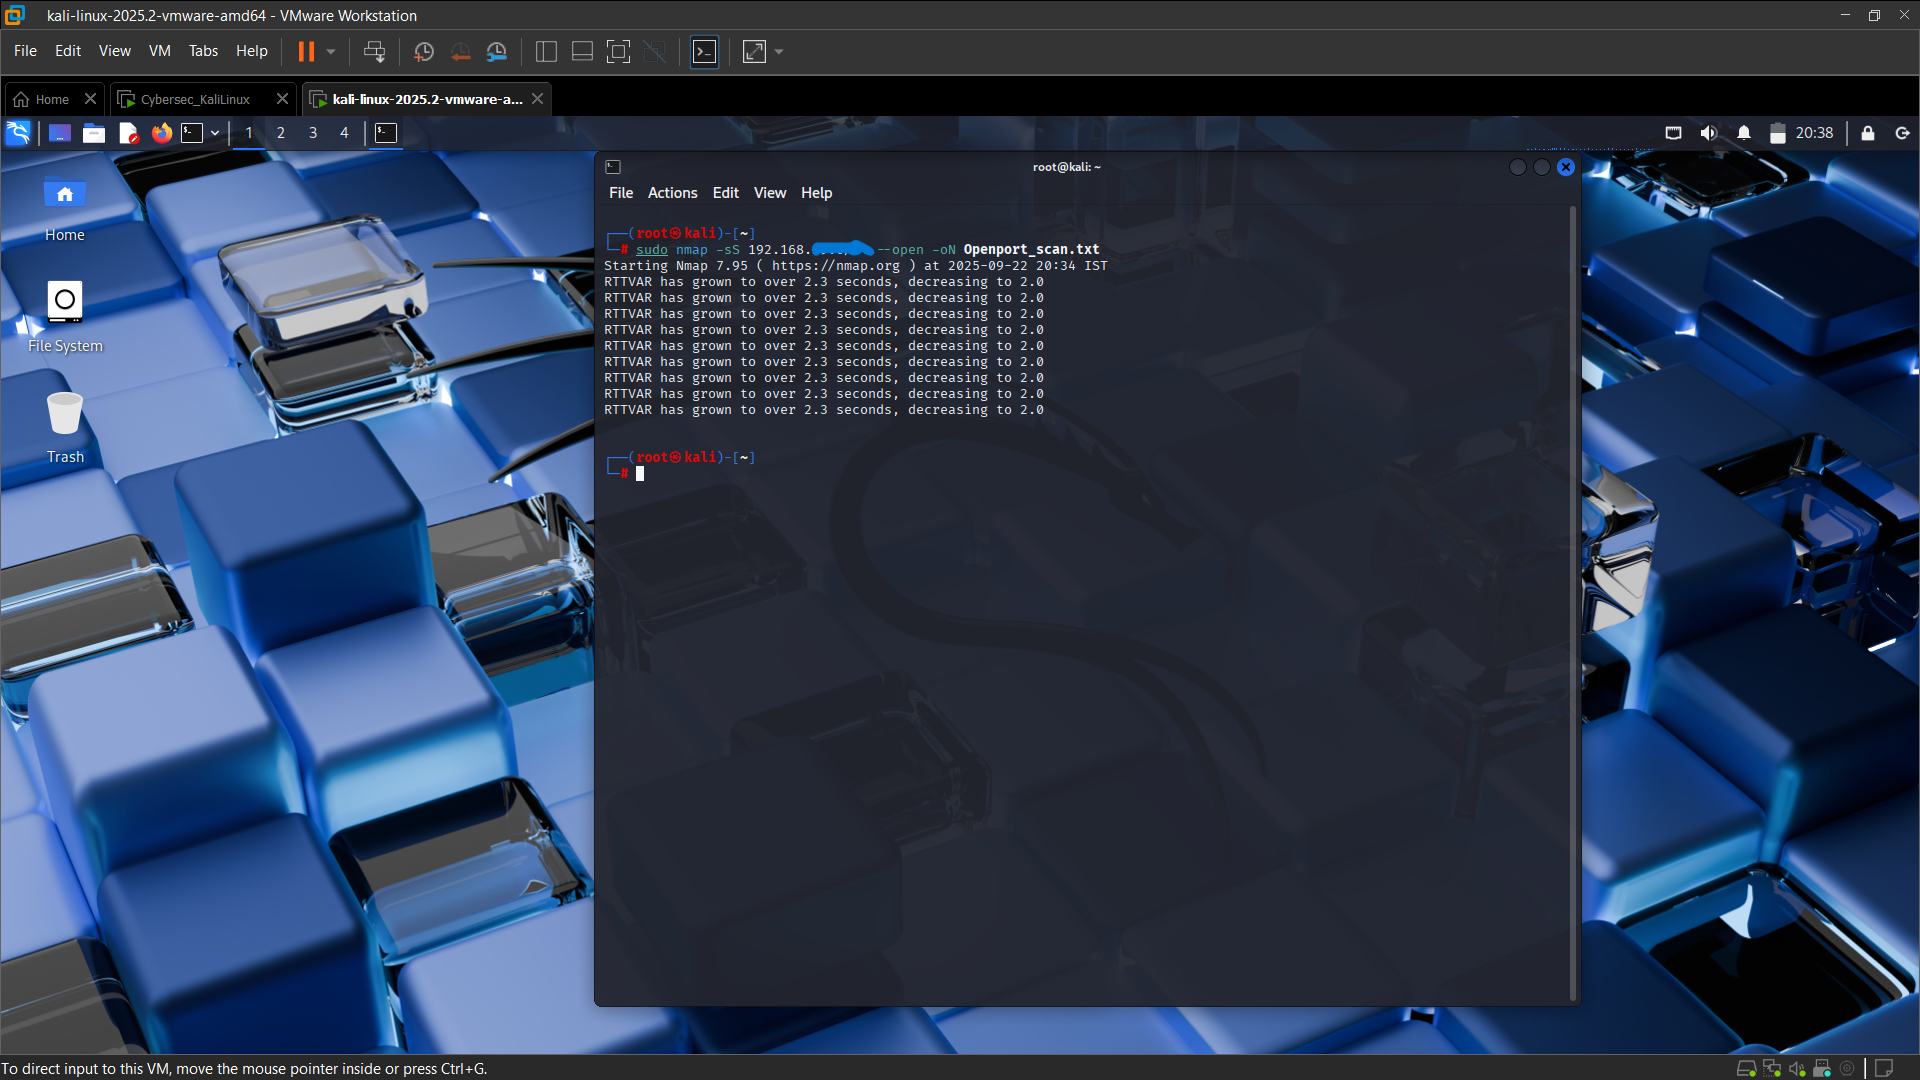 kali-linux-2025.2-vmware-amd64 - VMware Workstation
File Edit View VM Tabs Help
Home Cybersec_KaliLinux kali-linux-2025.2-vmware-a...
1 2 3 4 20:38
root@kali: ~
File Actions Edit View Help
Home
File System
Trash
┌──(root㉿kali)-[~]
└─# sudo nmap -sS 192.168. --open -oN Openport_scan.txt
Starting Nmap 7.95 ( https://nmap.org ) at 2025-09-22 20:34 IST
RTTVAR has grown to over 2.3 seconds, decreasing to 2.0
RTTVAR has grown to over 2.3 seconds, decreasing to 2.0
RTTVAR has grown to over 2.3 seconds, decreasing to 2.0
RTTVAR has grown to over 2.3 seconds, decreasing to 2.0
RTTVAR has grown to over 2.3 seconds, decreasing to 2.0
RTTVAR has grown to over 2.3 seconds, decreasing to 2.0
RTTVAR has grown to over 2.3 seconds, decreasing to 2.0
RTTVAR has grown to over 2.3 seconds, decreasing to 2.0
RTTVAR has grown to over 2.3 seconds, decreasing to 2.0
┌──(root㉿kali)-[~]
└─#
To direct input to this VM, move the mouse pointer inside or press Ctrl+G.